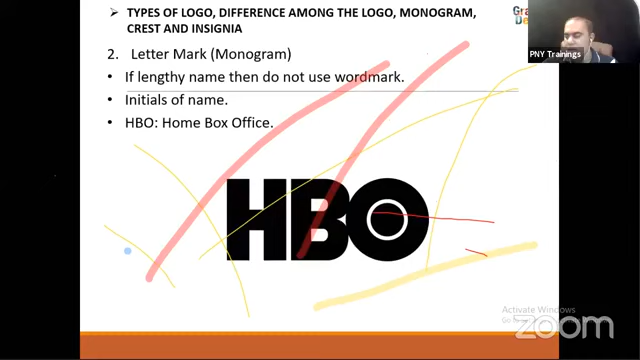 ➢ TYPES OF LOGO, DIFFERENCE AMONG THE LOGO, MONOGRAM,
CREST AND INSIGNIA
2. Letter Mark (Monogram)
• If lengthy name then do not use wordmark.
• Initials of name.
• HBO: Home Box Office.
HBO
PNY Trainings
Activate Windows
zoom